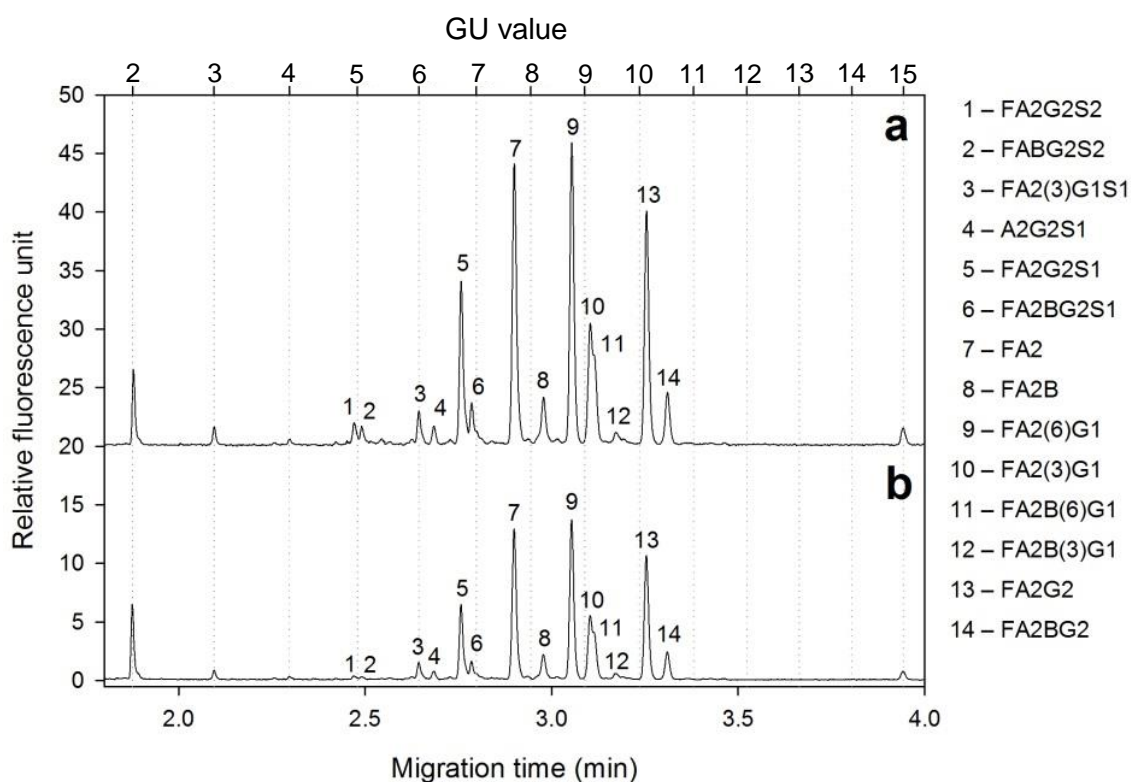 GU value
2 3 4 5 6 7 8 9 10 11 12 13 14 15
50
45
40
35
30
25
20
15
10
5
0
Relative fluorescence unit
a
1 2 3 4 5 6 7 8 9 10 11 12 13 14
b
1 2 3 4 5 6 7 8 9 10 11 12 13 14
2.0 2.5 3.0 3.5 4.0
Migration time (min)
1 – FA2G2S2
2 – FABG2S2
3 – FA2(3)G1S1
4 – A2G2S1
5 – FA2G2S1
6 – FA2BG2S1
7 – FA2
8 – FA2B
9 – FA2(6)G1
10 – FA2(3)G1
11 – FA2B(6)G1
12 – FA2B(3)G1
13 – FA2G2
14 – FA2BG2